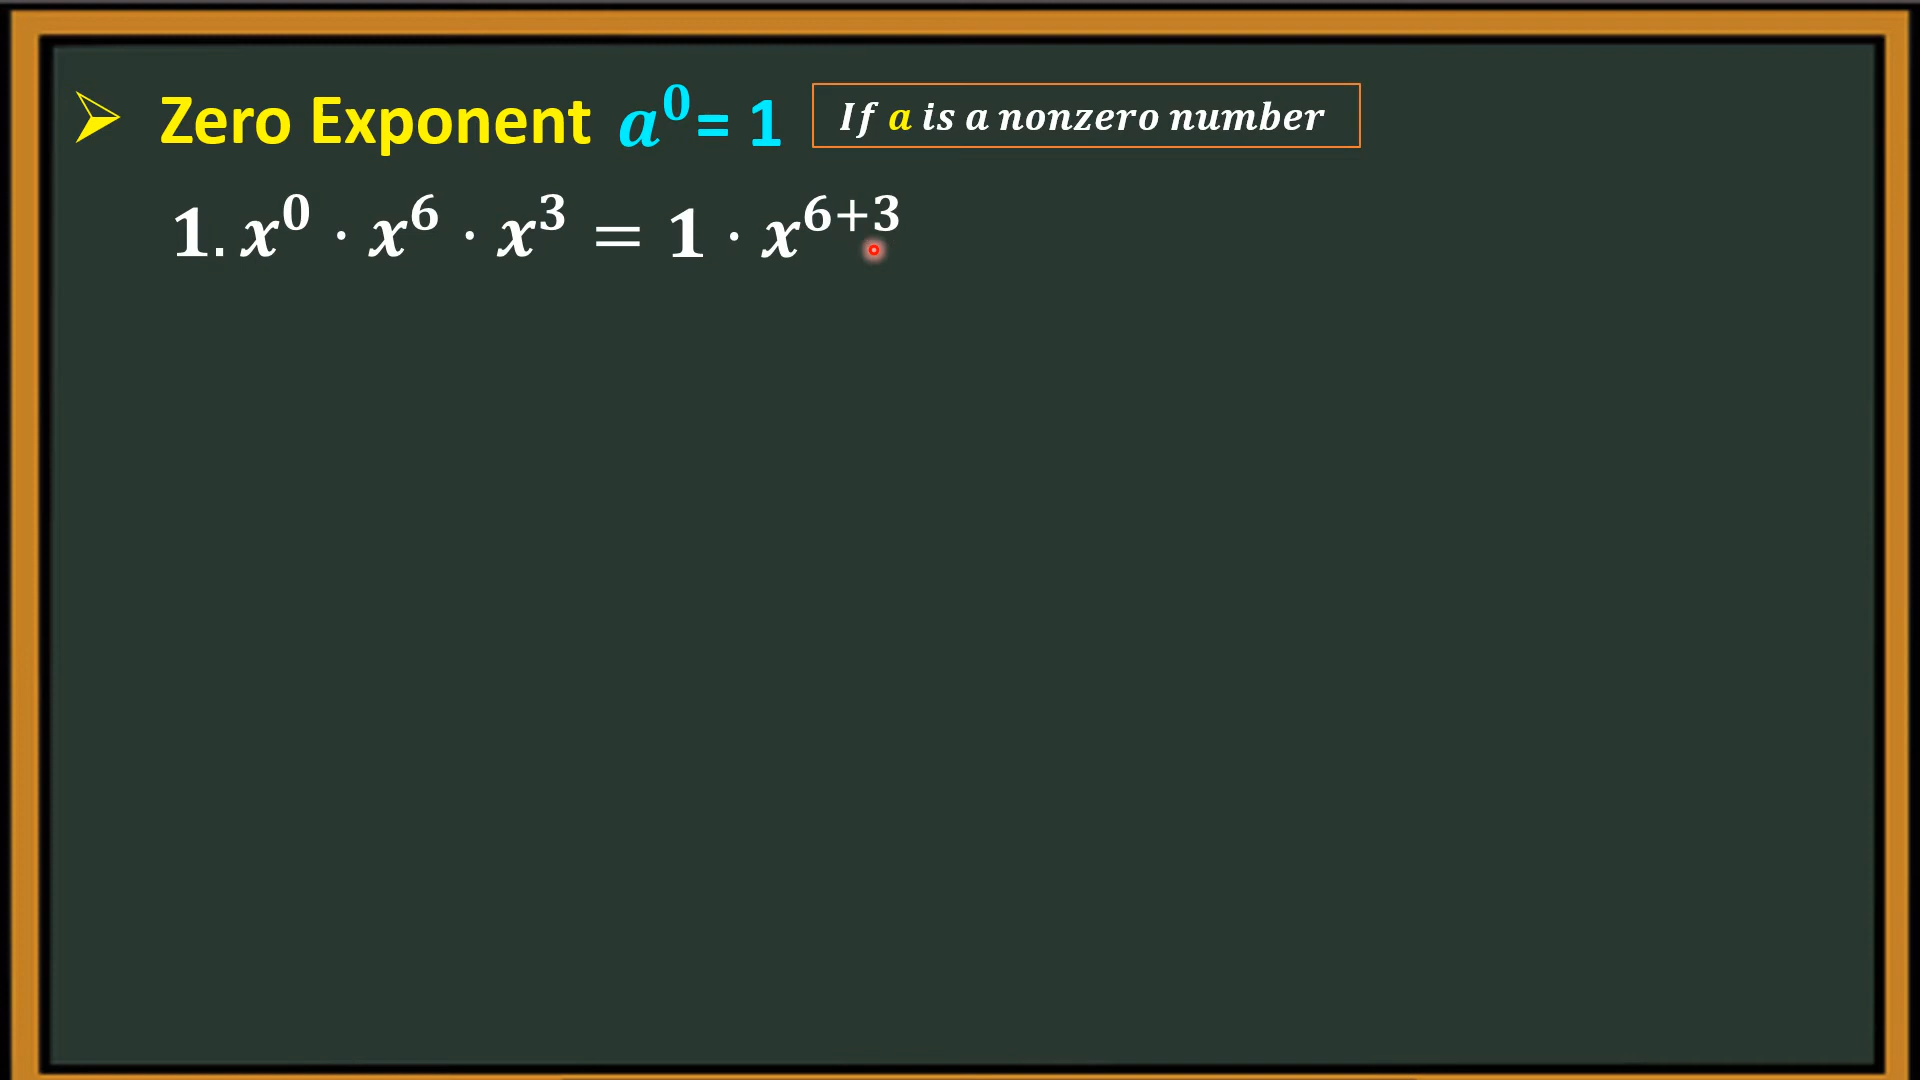 ➢ Zero Exponent a⁰ = 1 If a is a nonzero number
1. x⁰ · x⁶ · x³ = 1 · x⁶⁺³